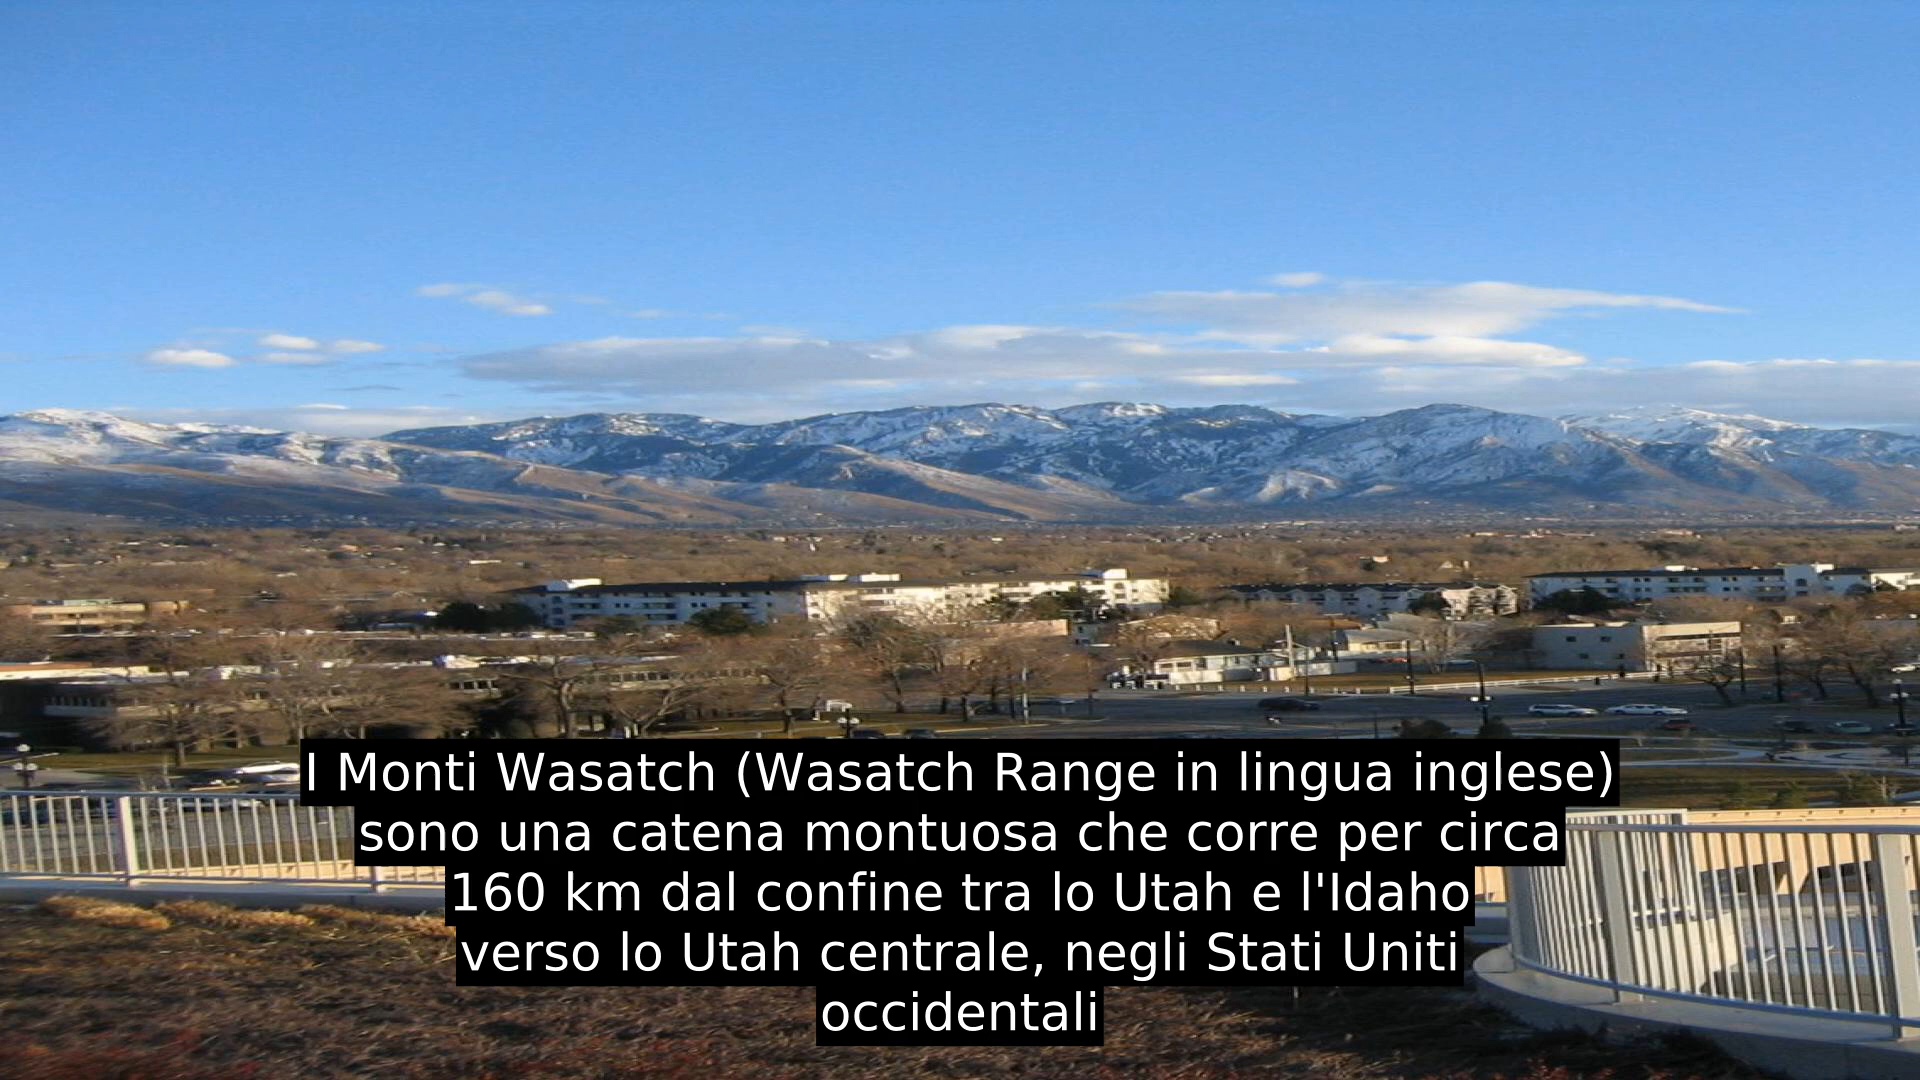 I Monti Wasatch (Wasatch Range in lingua inglese)
sono una catena montuosa che corre per circa
160 km dal confine tra lo Utah e l'Idaho
verso lo Utah centrale, negli Stati Uniti
occidentali